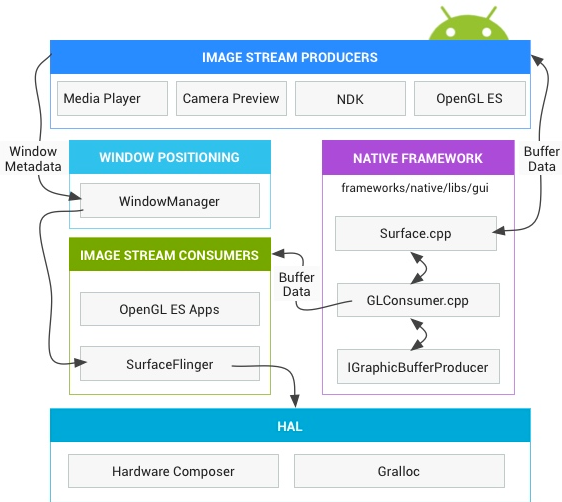 IMAGE STREAM PRODUCERS
Media Player
Camera Preview
NDK
OpenGL ES
Window
Metadata
Buffer
Data
WINDOW POSITIONING
WindowManager
NATIVE FRAMEWORK
frameworks/native/libs/gui
Surface.cpp
GLConsumer.cpp
IGraphicBufferProducer
IMAGE STREAM CONSUMERS
Buffer
Data
OpenGL ES Apps
SurfaceFlinger
HAL
Hardware Composer
Gralloc